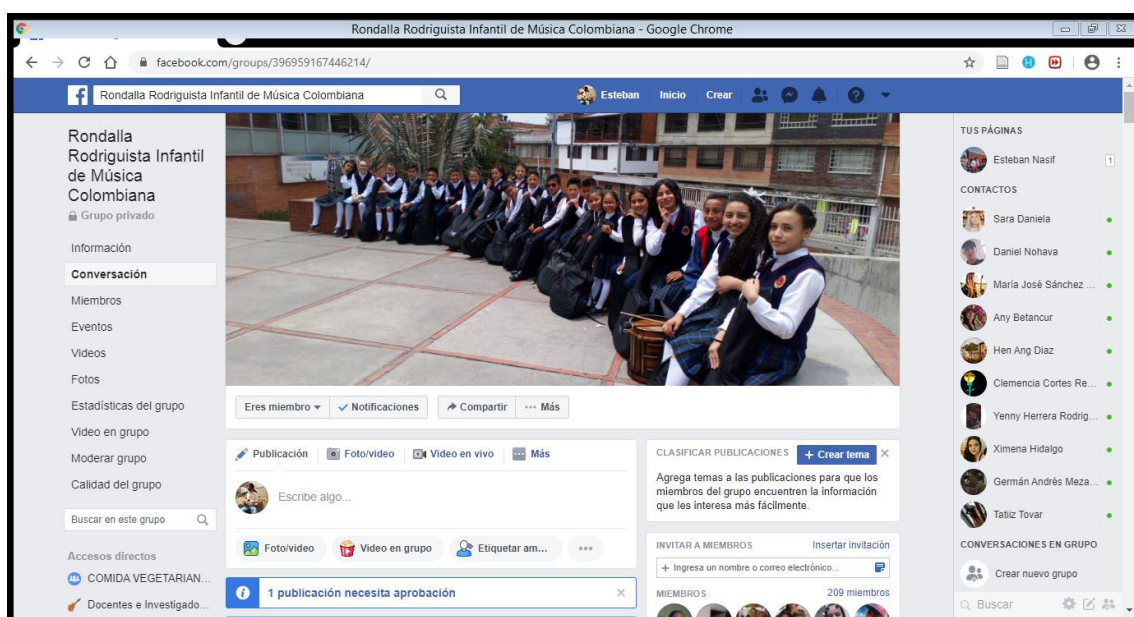 Rondalla Rodriguista Infantil de Música Colombiana - Google Chrome
facebook.com/groups/396959167446214/
Rondalla Rodriguista Infantil de Música Colombiana
Esteban Inicio Crear
Rondalla
Rodriguista Infantil
de Música
Colombiana
Grupo privado
Información
Conversación
Miembros
Eventos
Videos
Fotos
Estadísticas del grupo
Video en grupo
Moderar grupo
Calidad del grupo
Buscar en este grupo
Accesos directos
COMIDA VEGETARIAN...
Docentes e Investigado...
Eres miembro Notificaciones Compartir ··· Más
Publicación Foto/video Video en vivo Más
Escribe algo...
Foto/video Video en grupo Etiquetar am...
1 publicación necesita aprobación
CLASIFICAR PUBLICACIONES + Crear tema
Agrega temas a las publicaciones para que los
miembros del grupo encuentren la información
que les interesa más fácilmente.
INVITAR A MIEMBROS Insertar invitación
+ Ingresa un nombre o correo electrónico...
MIEMBROS 209 miembros
TUS PÁGINAS
Esteban Nasif 1
CONTACTOS
Sara Daniela
Daniel Nohava
María Josè Sánchez ...
Any Betancur
Hen Ang Diaz
Clemencia Cortes Re...
Yenny Herrera Rodrig...
Ximena Hidalgo
Germán Andrès Meza...
Tatiiz Tovar
CONVERSACIONES EN GRUPO
Crear nuevo grupo
Buscar